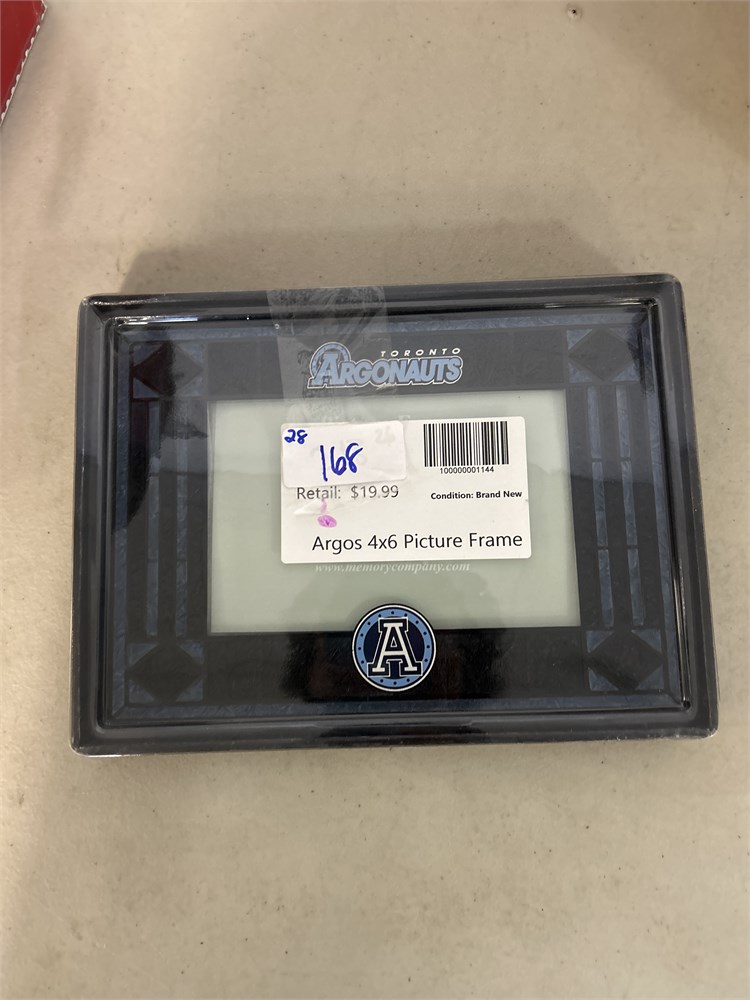 TORONTO
ARGONAUTS
28
168
100000001144
Retail: $19.99
Condition: Brand New
Argos 4x6 Picture Frame
www.memorycompany.com
A